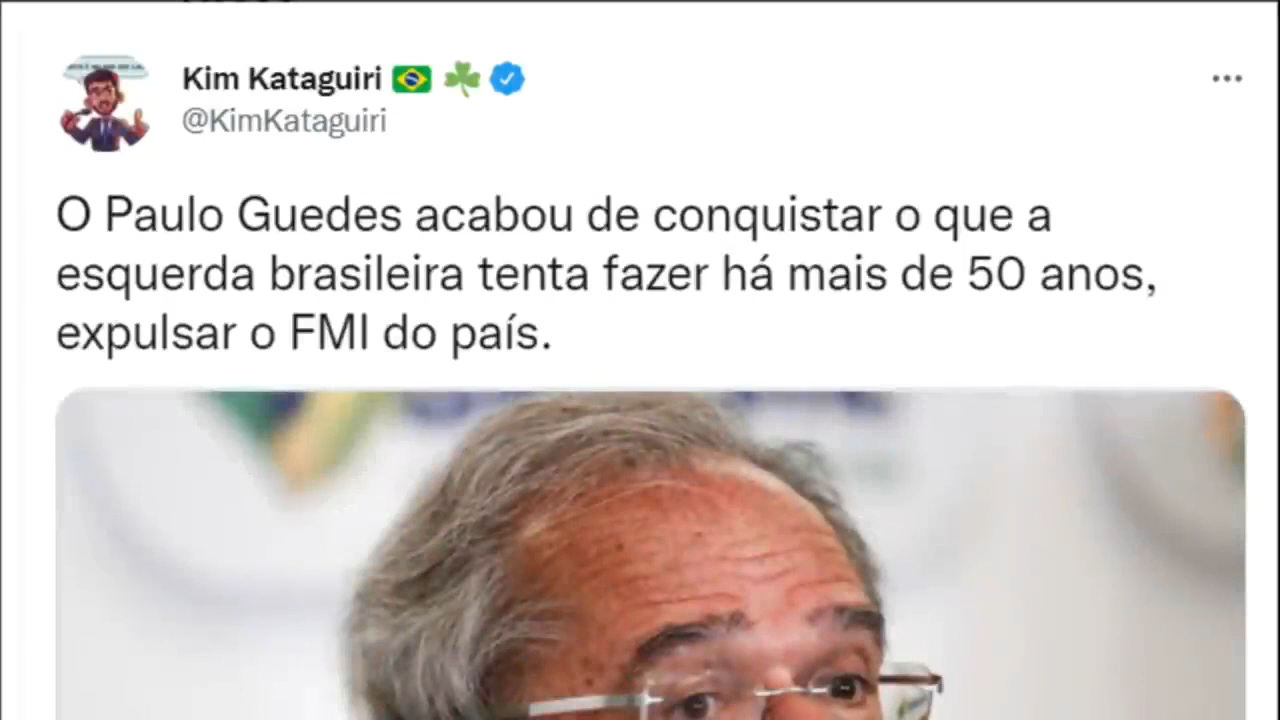 Kim Kataguiri
@KimKataguiri
O Paulo Guedes acabou de conquistar o que a
esquerda brasileira tenta fazer há mais de 50 anos,
expulsar o FMI do país.